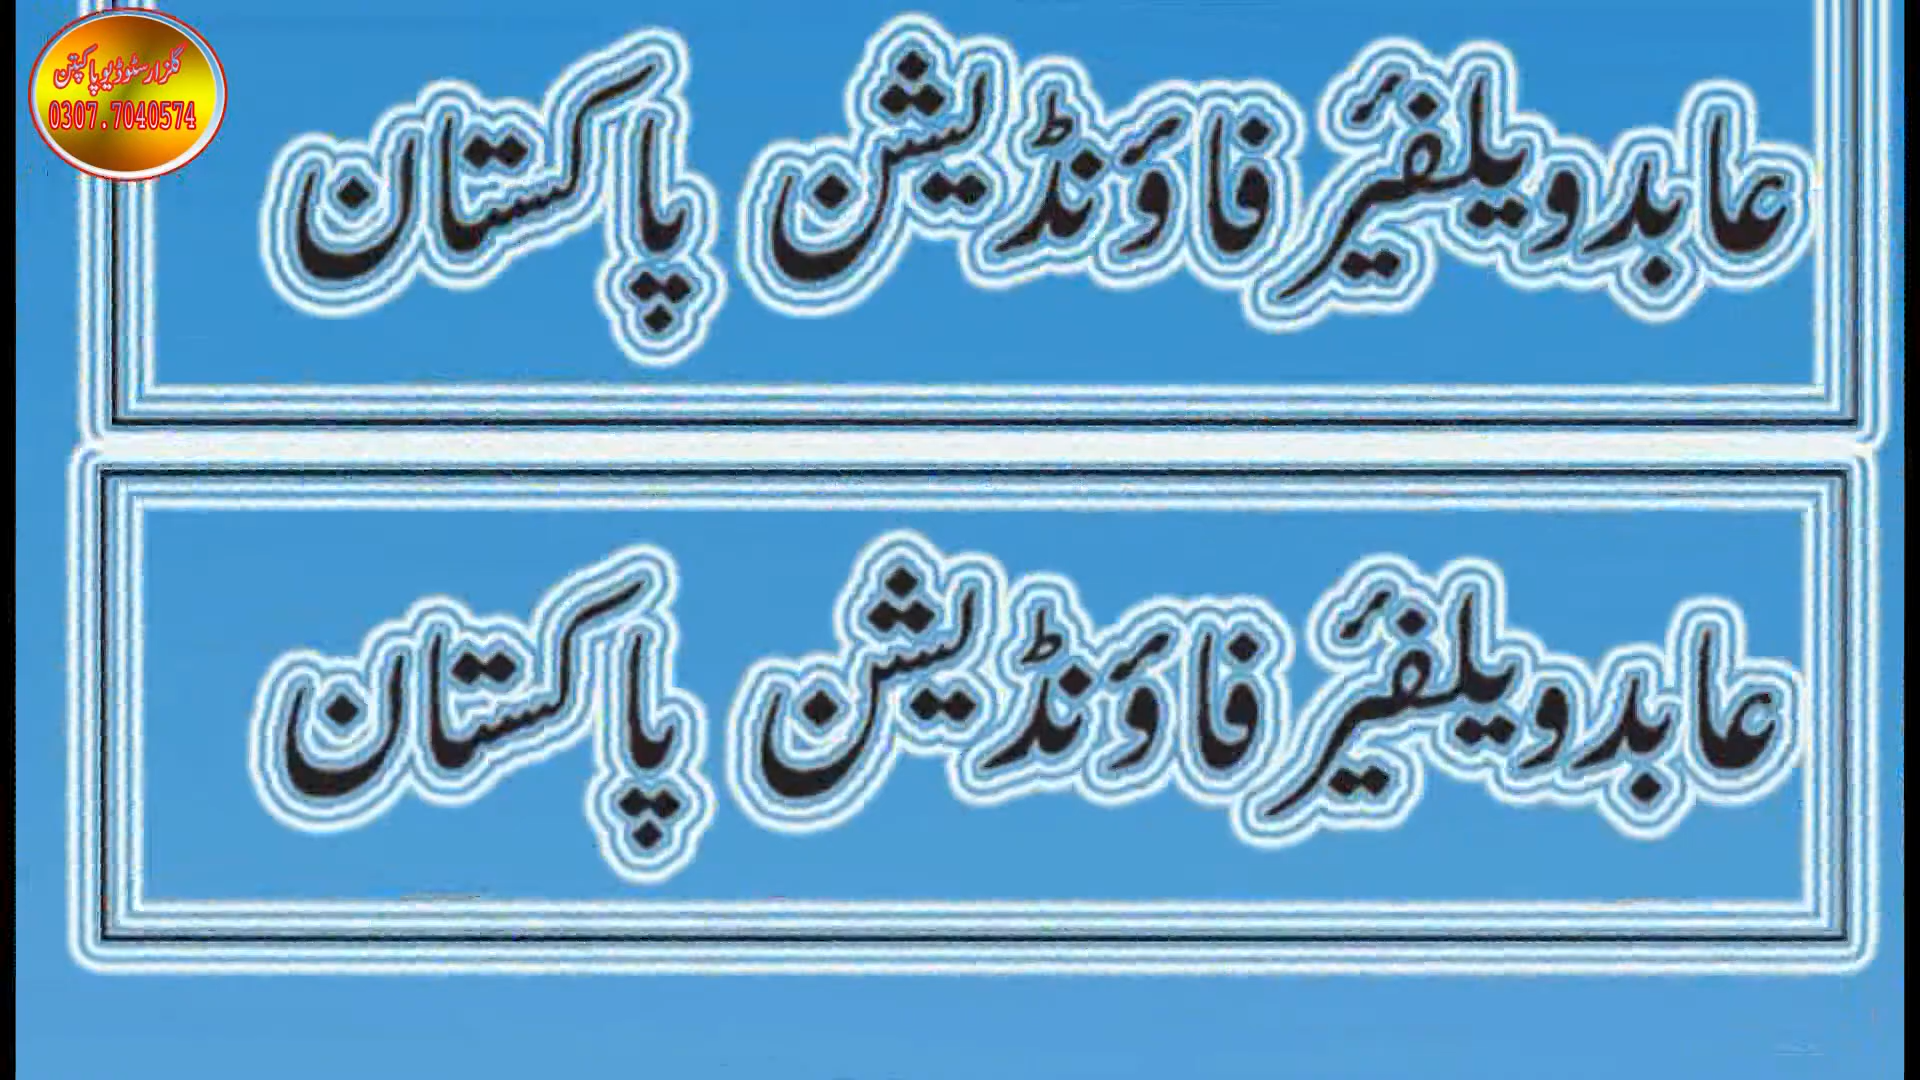 گلزار سٹوڈیو پاکپتن
0307.7040574
عابد ویلفیئر فاؤنڈیشن پاکستان
عابد ویلفیئر فاؤنڈیشن پاکستان